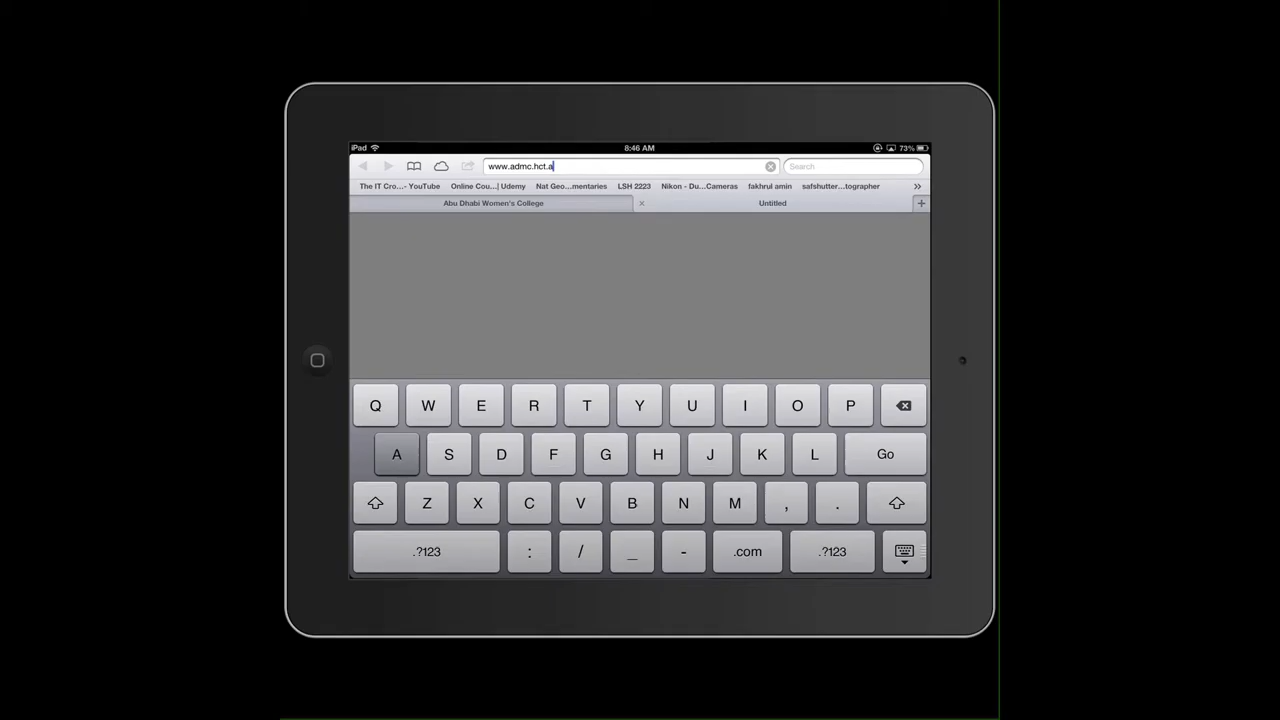 iPad 8:46 AM 73%
www.admc.hct.a Search
The IT Cro...- YouTube Online Cou...| Udemy Nat Geo...mentaries LSH 2223 Nikon - Du...Cameras fakhrul amin safshutter...tographer »
Abu Dhabi Women's College Untitled
Q W E R T Y U I O P
A S D F G H J K L Go
Z X C V B N M , .
.?123 : / _ - .com .?123